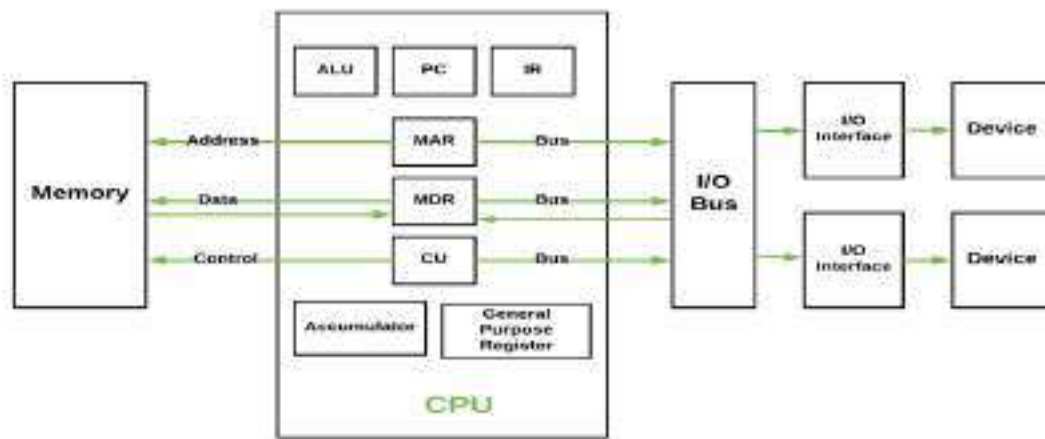 ALU
PC
IR
Memory
Address
MAR
Bus
Data
MDR
Bus
Control
CU
Bus
Accumulator
General
Purpose
Register
CPU
I/O
Bus
I/O
Interface
Device
I/O
Interface
Device